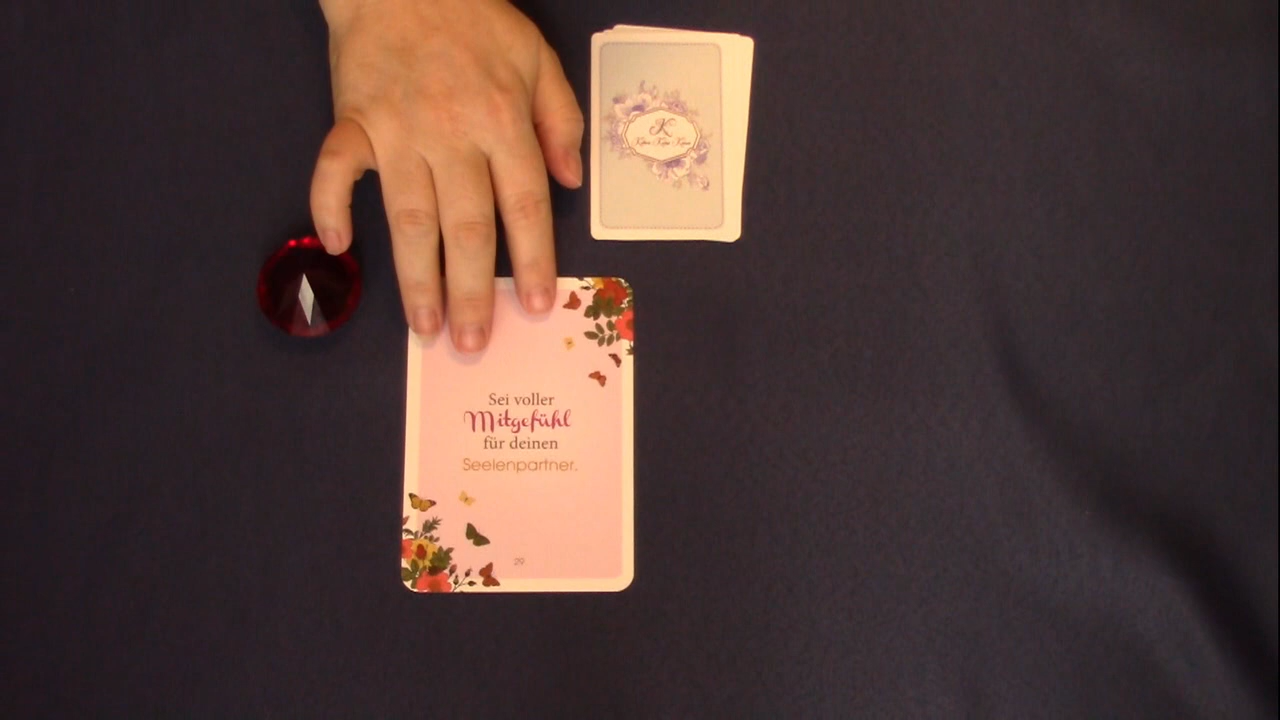 K
Sei voller
Mitgefühl
für deinen
Seelenpartner.
29